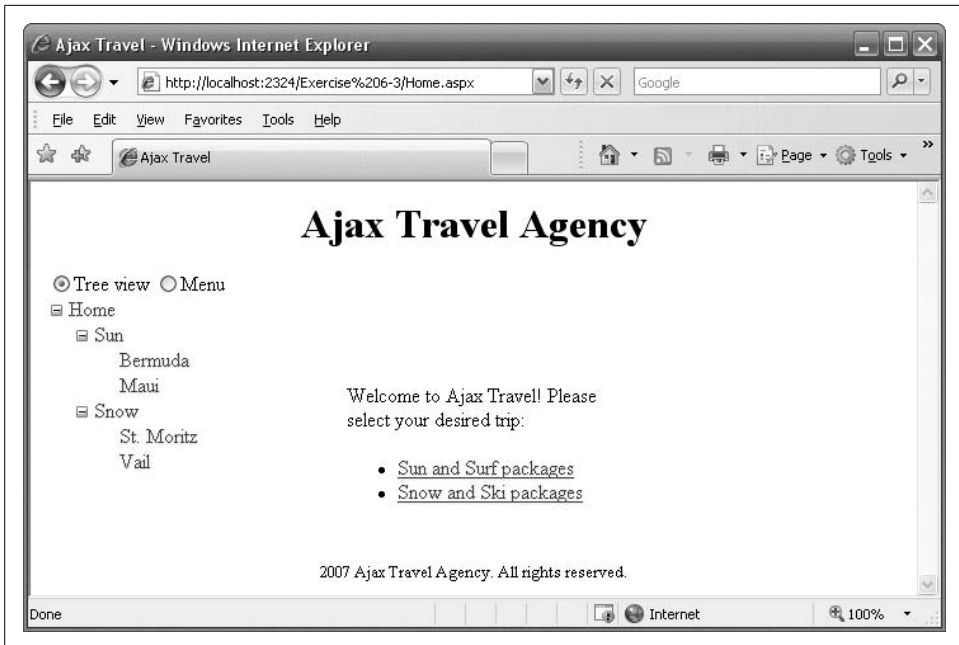 Ajax Travel - Windows Internet Explorer
http://localhost:2324/Exercise%206-3/Home.aspx
Google
File Edit View Favorites Tools Help
Ajax Travel
Page Tools »
Ajax Travel Agency
Tree view Menu
Home
Sun
Bermuda
Maui
Snow
St. Moritz
Vail
Welcome to Ajax Travel! Please
select your desired trip:
• Sun and Surf packages
• Snow and Ski packages
2007 Ajax Travel Agency. All rights reserved.
Done Internet 100%